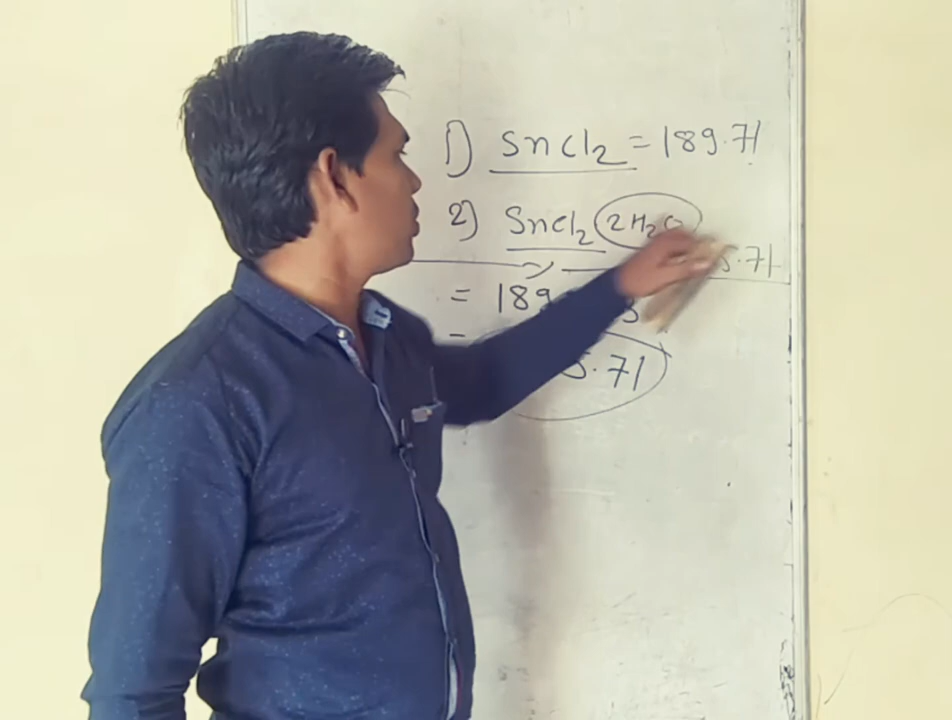 1) SnCl2 = 189.71
2) SnCl2 2H2O
5.71
= 189
=
5.71